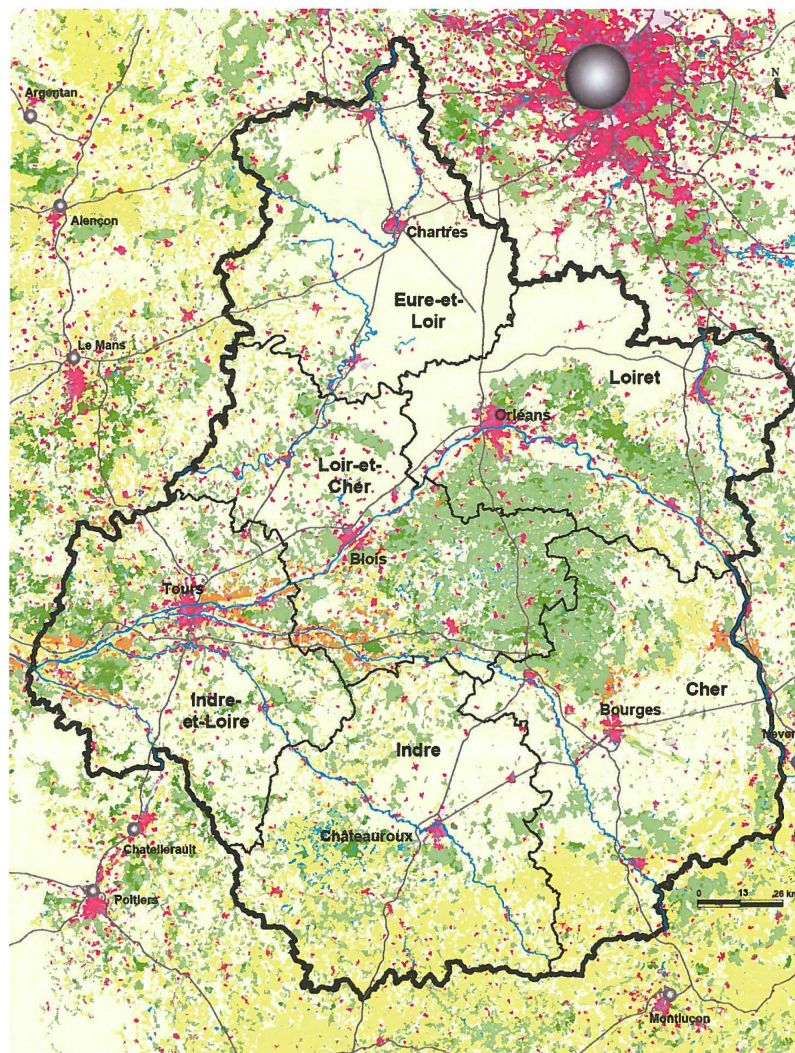 N
Argentan
Alençon
Chartres
Eure-et-
Loir
Le Mans
Loiret
Orléans
Loir-et-
Cher
Blois
Tours
Indre-
et-Loire
Cher
Bourges
Indre
Châteauroux
Chatellerault
Poitiers
0 13 26 km
Montluçon